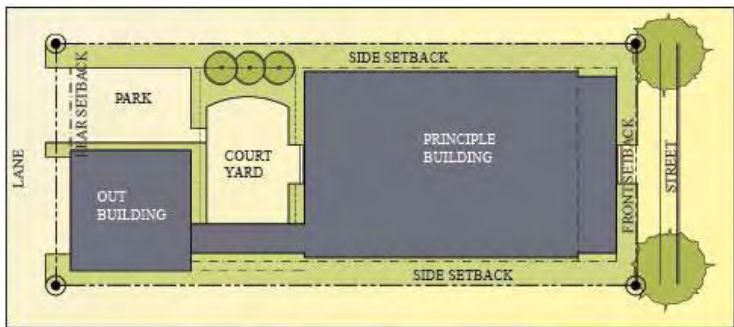 SIDE SETBACK
REAR SETBACK
PARK
PRINCIPLE
BUILDING
COURT
YARD
LANE
OUT
BUILDING
FRONT SETBACK
STREET
SIDE SETBACK